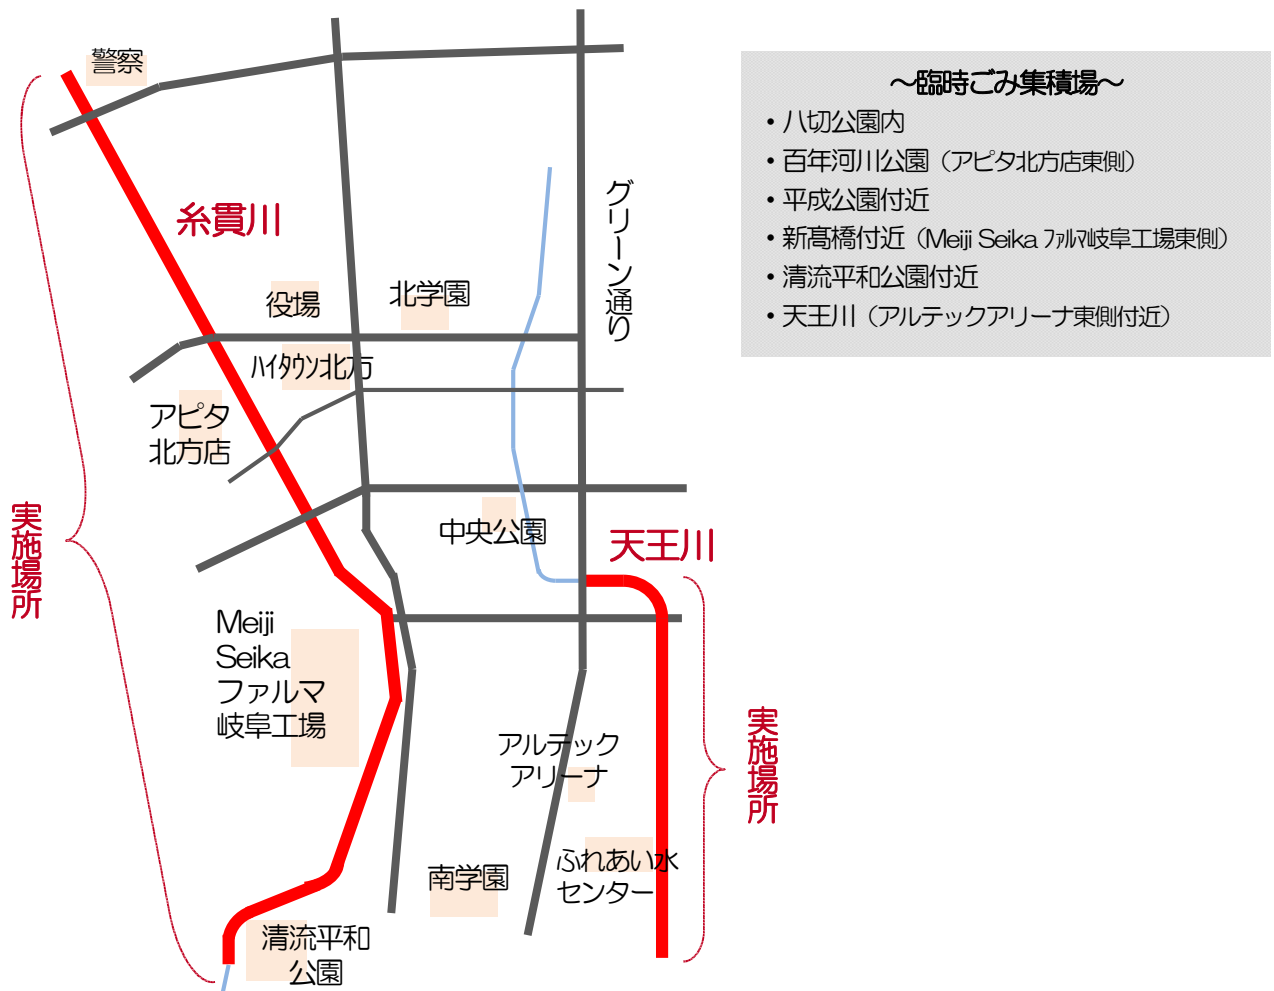 警察
～臨時ごみ集積場～
・八切公園内
・百年河川公園（アピタ北方店東側）
・平成公園付近
・新髙橋付近（Meiji Seika ﾌｧﾙﾏ岐阜工場東側）
・清流平和公園付近
・天王川（アルテックアリーナ東側付近）
糸貫川
グリーン通り
役場
北学園
ﾊｲﾀｳﾝ北方
アピタ
北方店
実施場所
中央公園
天王川
Meiji
Seika
ファルマ
岐阜工場
アルテック
アリーナ
実施場所
ふれあい水
センター
南学園
清流平和
公園